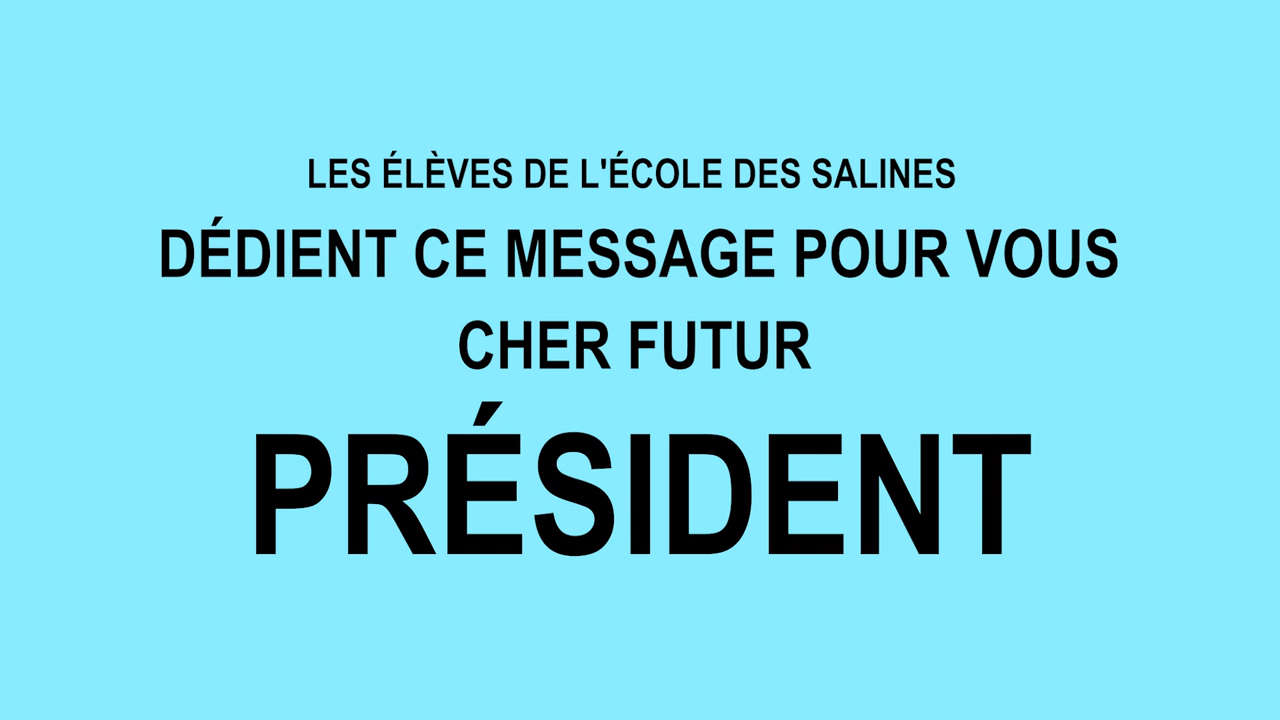 LES ÉLÈVES DE L'ÉCOLE DES SALINES
DÉDIENT CE MESSAGE POUR VOUS
CHER FUTUR
PRÉSIDENT